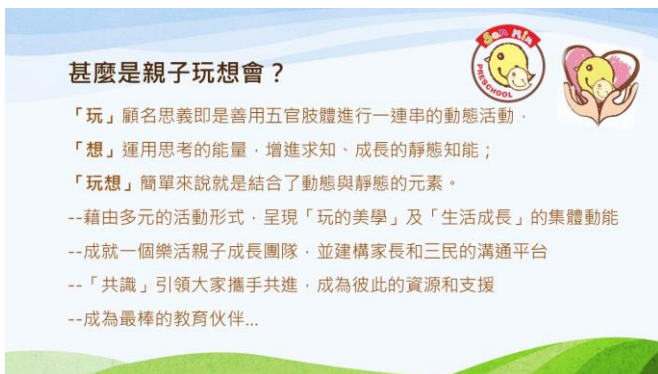 甚麼是親子玩想會？
San Min
PRESCHOOL
「玩」顧名思義即是善用五官肢體進行一連串的動態活動，
「想」運用思考的能量，增進求知、成長的靜態知能；
「玩想」簡單來說就是結合了動態與靜態的元素。
--藉由多元的活動形式，呈現「玩的美學」及「生活成長」的集體動能
--成就一個樂活親子成長團隊，並建構家長和三民的溝通平台
--「共識」引領大家攜手共進，成為彼此的資源和支援
--成為最棒的教育伙伴...